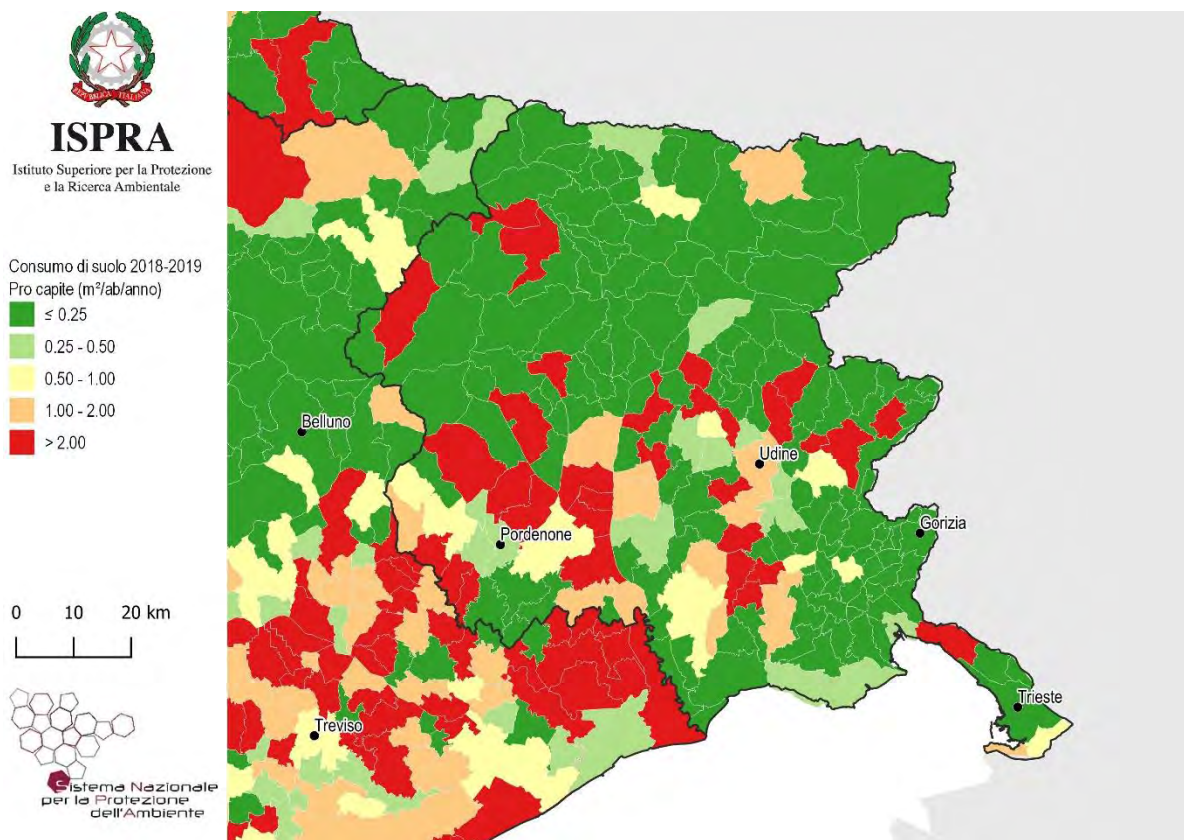 REPVBBLICA ITALIANA
ISPRA
Istituto Superiore per la Protezione
e la Ricerca Ambientale
Consumo di suolo 2018-2019
Pro capite (m²/ab/anno)
≤ 0.25
0.25 - 0.50
0.50 - 1.00
1.00 - 2.00
> 2.00
0 10 20 km
Sistema Nazionale
per la Protezione
dell'Ambiente
Belluno
Udine
Gorizia
Pordenone
Trieste
Treviso